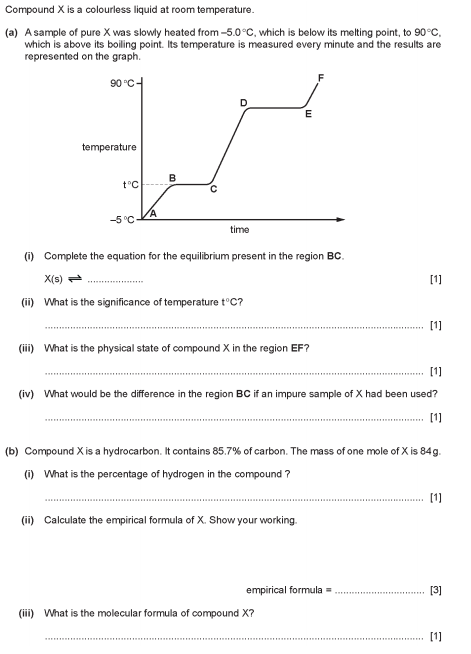 Compound X is a colourless liquid at room temperature.
(a) A sample of pure X was slowly heated from –5.0 °C, which is below its melting point, to 90 °C,
which is above its boiling point. Its temperature is measured every minute and the results are
represented on the graph.
90 °C
F
D
E
temperature
t °C
B
C
–5 °C
A
time
(i) Complete the equation for the equilibrium present in the region BC.
X(s) ⇌ .................... [1]
(ii) What is the significance of temperature t °C?
.................... [1]
(iii) What is the physical state of compound X in the region EF?
.................... [1]
(iv) What would be the difference in the region BC if an impure sample of X had been used?
.................... [1]
(b) Compound X is a hydrocarbon. It contains 85.7% of carbon. The mass of one mole of X is 84 g.
(i) What is the percentage of hydrogen in the compound ?
.................... [1]
(ii) Calculate the empirical formula of X. Show your working.
empirical formula = .................... [3]
(iii) What is the molecular formula of compound X?
.................... [1]